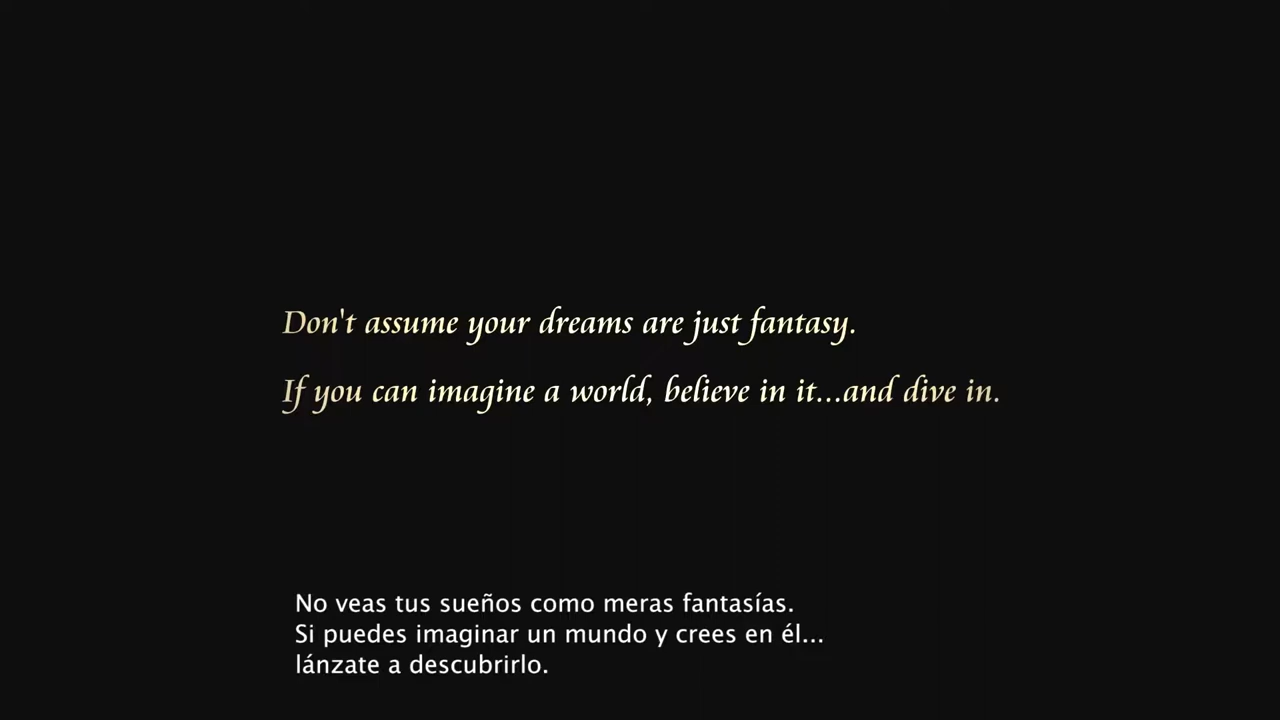 Don't assume your dreams are just fantasy.
If you can imagine a world, believe in it...and dive in.
No veas tus sueños como meras fantasías.
Si puedes imaginar un mundo y crees en él...
lánzate a descubrirlo.